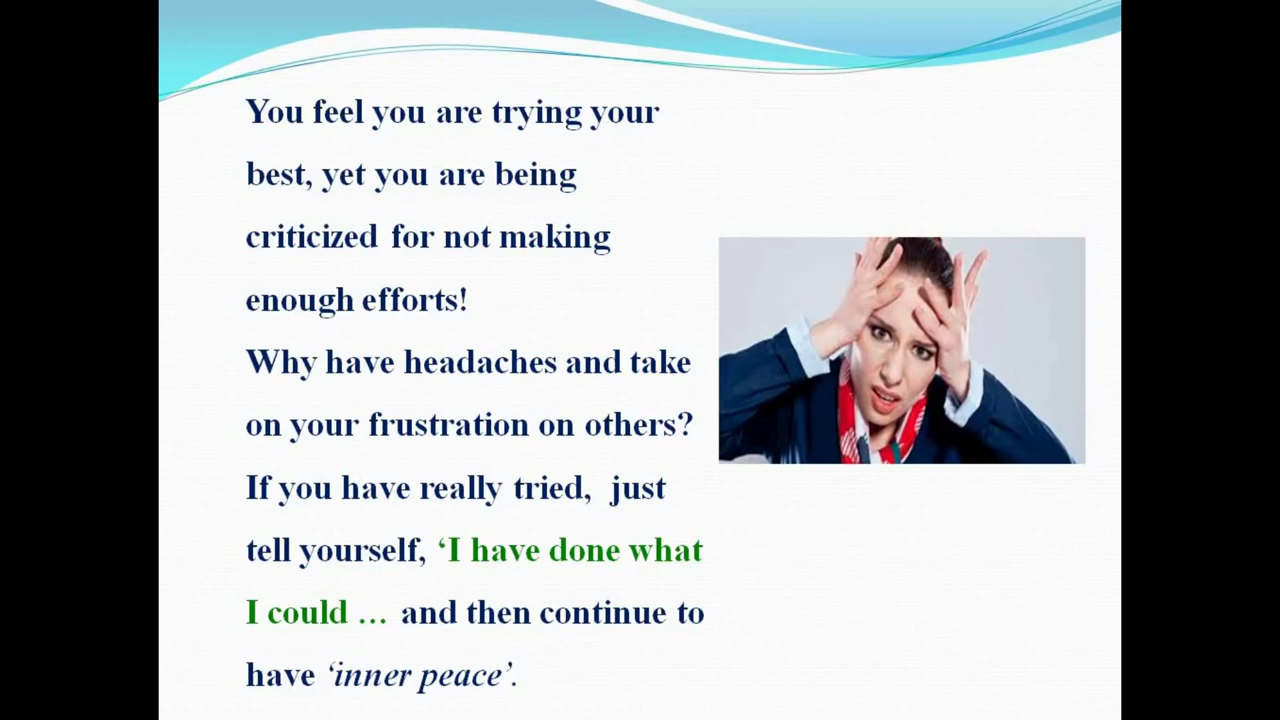 You feel you are trying your
best, yet you are being
criticized for not making
enough efforts!
Why have headaches and take
on your frustration on others?
If you have really tried,  just
tell yourself, ‘I have done what
I could … and then continue to
have ‘inner peace’.